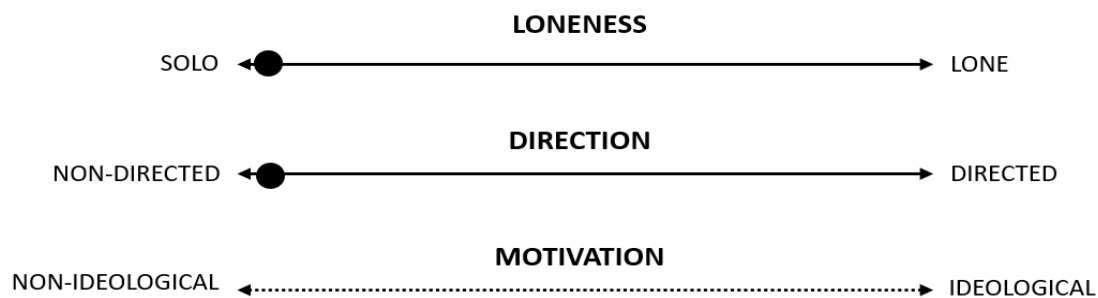 LONENESS
SOLO LONE
DIRECTION
NON-DIRECTED DIRECTED
MOTIVATION
NON-IDEOLOGICAL IDEOLOGICAL